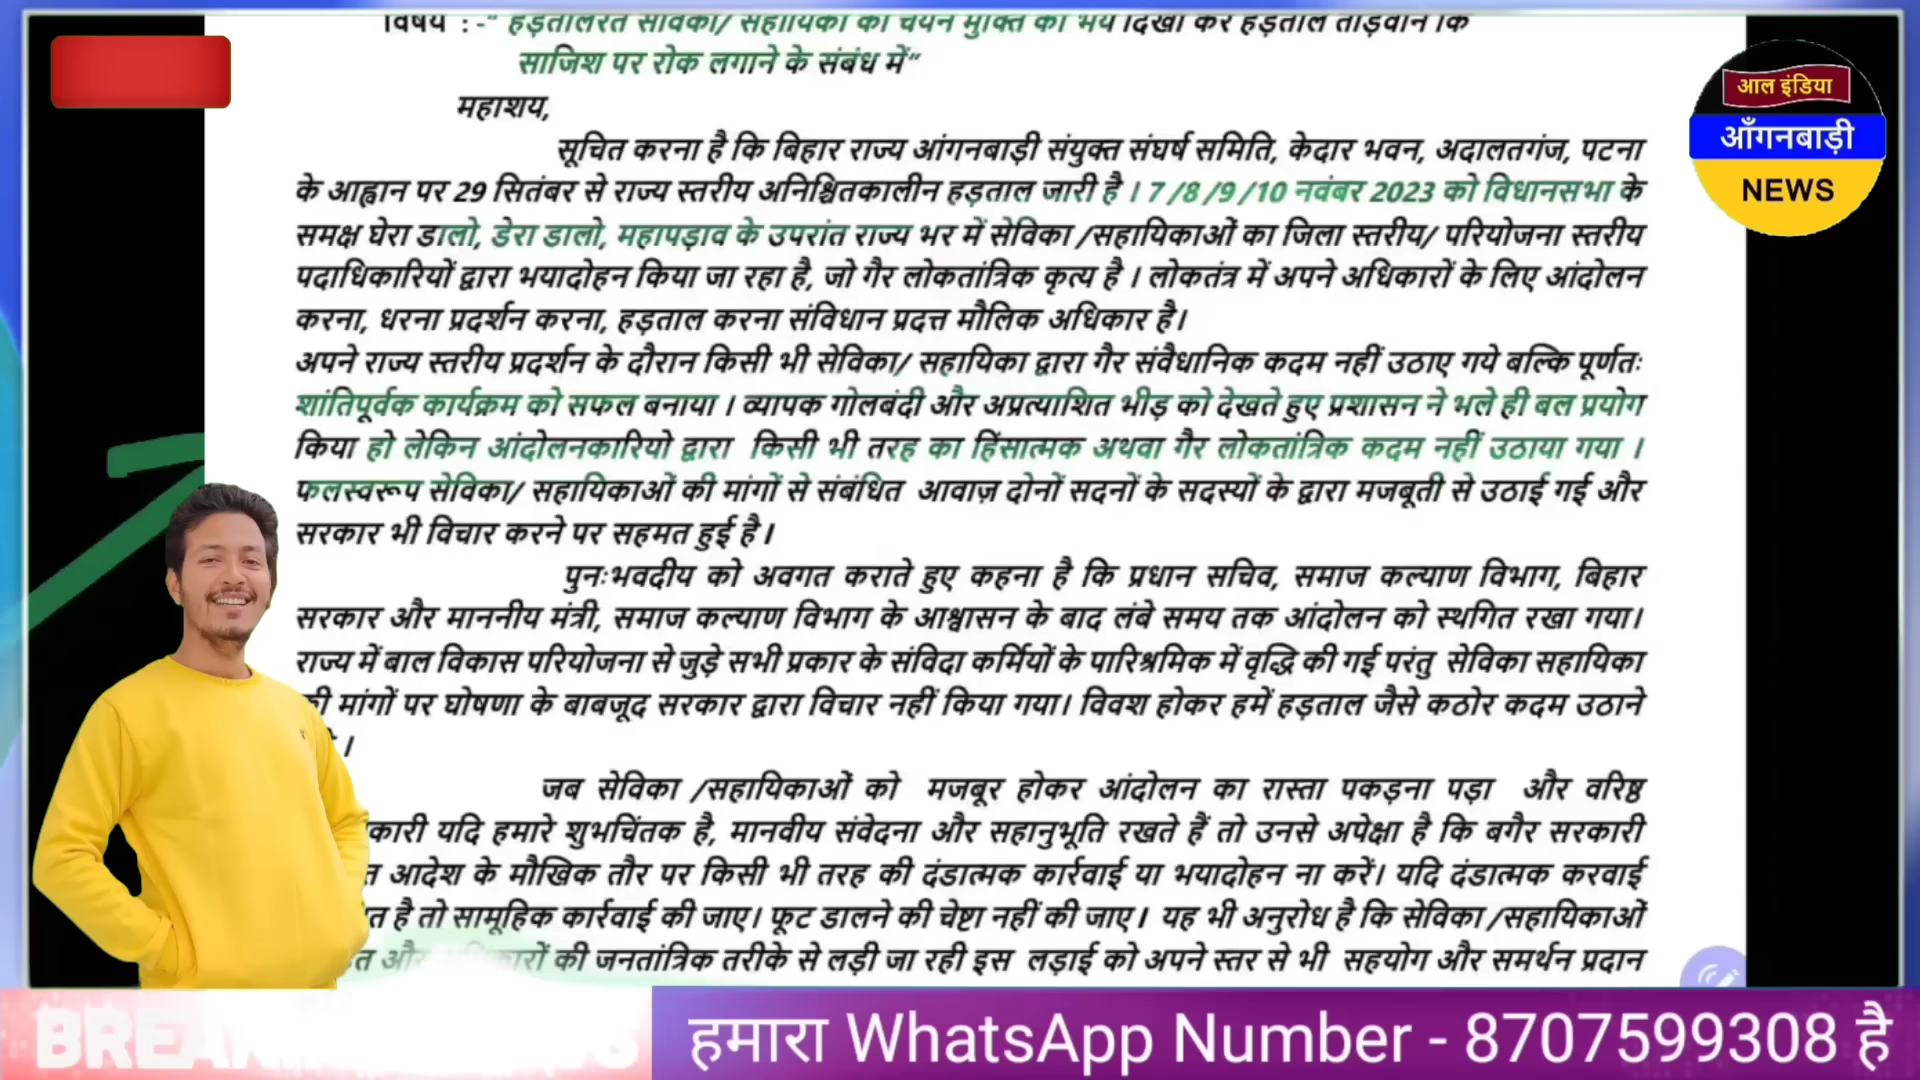 विषय : -“ हड़तालरत सेविका/ सहायिका को चयन मुक्ति का भय दिखा कर हड़ताल तोड़वाने कि
साजिश पर रोक लगाने के संबंध में“
महाशय,
सूचित करना है कि बिहार राज्य आंगनबाड़ी संयुक्त संघर्ष समिति, केदार भवन, अदालतगंज, पटना
के आह्वान पर 29 सितंबर से राज्य स्तरीय अनिश्चितकालीन हड़ताल जारी है । 7 /8 /9 /10 नवंबर 2023 को विधानसभा के
समक्ष घेरा डालो, डेरा डालो, महापड़ाव के उपरांत राज्य भर में सेविका /सहायिकाओं का जिला स्तरीय/ परियोजना स्तरीय
पदाधिकारियों द्वारा भयादोहन किया जा रहा है, जो गैर लोकतांत्रिक कृत्य है । लोकतंत्र में अपने अधिकारों के लिए आंदोलन
करना, धरना प्रदर्शन करना, हड़ताल करना संविधान प्रदत्त मौलिक अधिकार है।
अपने राज्य स्तरीय प्रदर्शन के दौरान किसी भी सेविका/ सहायिका द्वारा गैर संवैधानिक कदम नहीं उठाए गये बल्कि पूर्णतः
शांतिपूर्वक कार्यक्रम को सफल बनाया । व्यापक गोलबंदी और अप्रत्याशित भीड़ को देखते हुए प्रशासन ने भले ही बल प्रयोग
किया हो लेकिन आंदोलनकारियो द्वारा किसी भी तरह का हिंसात्मक अथवा गैर लोकतांत्रिक कदम नहीं उठाया गया ।
फलस्वरूप सेविका/ सहायिकाओं की मांगों से संबंधित आवाज़ दोनों सदनों के सदस्यों के द्वारा मजबूती से उठाई गई और
सरकार भी विचार करने पर सहमत हुई है ।
पुनःभवदीय को अवगत कराते हुए कहना है कि प्रधान सचिव, समाज कल्याण विभाग, बिहार
सरकार और माननीय मंत्री, समाज कल्याण विभाग के आश्वासन के बाद लंबे समय तक आंदोलन को स्थगित रखा गया।
राज्य में बाल विकास परियोजना से जुड़े सभी प्रकार के संविदा कर्मियों के पारिश्रमिक में वृद्धि की गई परंतु सेविका सहायिका
मांगों पर घोषणा के बाबजूद सरकार द्वारा विचार नहीं किया गया। विवश होकर हमें हड़ताल जैसे कठोर कदम उठाने
।
जब सेविका /सहायिकाओं को मजबूर होकर आंदोलन का रास्ता पकड़ना पड़ा और वरिष्ठ
यदि हमारे शुभचिंतक है, मानवीय संवेदना और सहानुभूति रखते हैं तो उनसे अपेक्षा है कि बगैर सरकारी
आदेश के मौखिक तौर पर किसी भी तरह की दंडात्मक कार्रवाई या भयादोहन ना करें। यदि दंडात्मक करवाई
है तो सामूहिक कार्रवाई की जाए। फूट डालने की चेष्टा नहीं की जाए। यह भी अनुरोध है कि सेविका /सहायिकाओं
की जनतांत्रिक तरीके से लड़ी जा रही इस लड़ाई को अपने स्तर से भी सहयोग और समर्थन प्रदान
आल इंडिया
आँगनबाड़ी
NEWS
हमारा WhatsApp Number - 8707599308 है